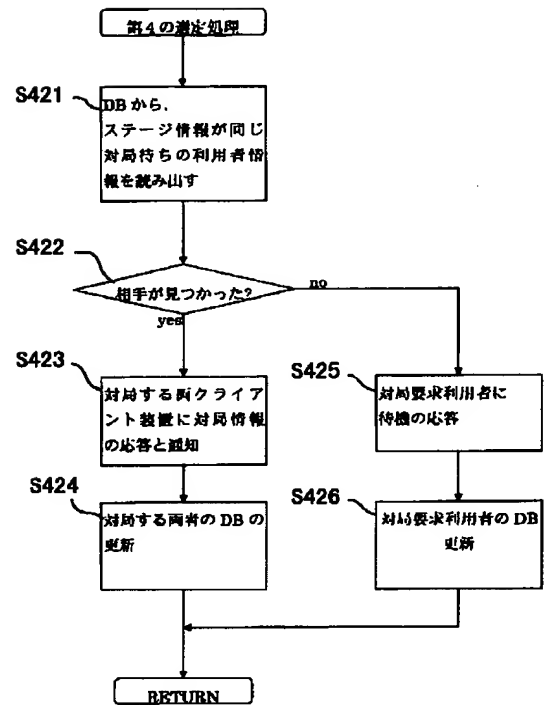 第4の選定処理
S421
DBから、
ステージ情報が同じ
対局待ちの利用者情
報を読み出す
S422
相手が見つかった?
no
yes
S423
対局する両クライア
ント装置に対局情報
の応答と通知
S425
対局要求利用者に
待機の応答
S424
対局する両者のDBの
更新
S426
対局要求利用者のDB
更新
RETURN